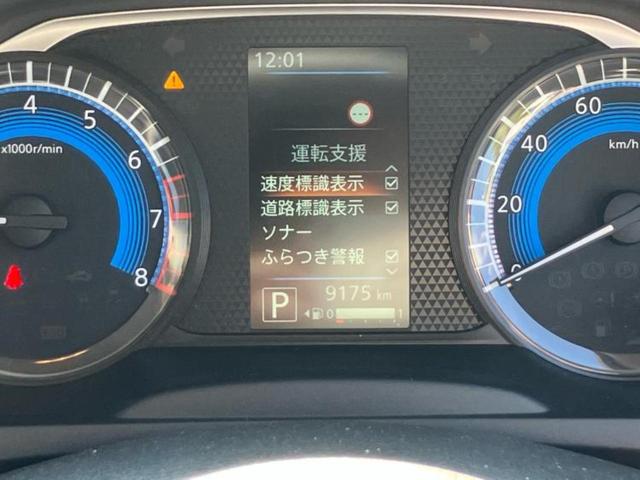 12:01
運転支援
速度標識表示
道路標識表示
ソナー
ふらつき警報
P
9175 km
0 1
4
5
6
7
8
x1000r/min
0
20
40
60
km/h